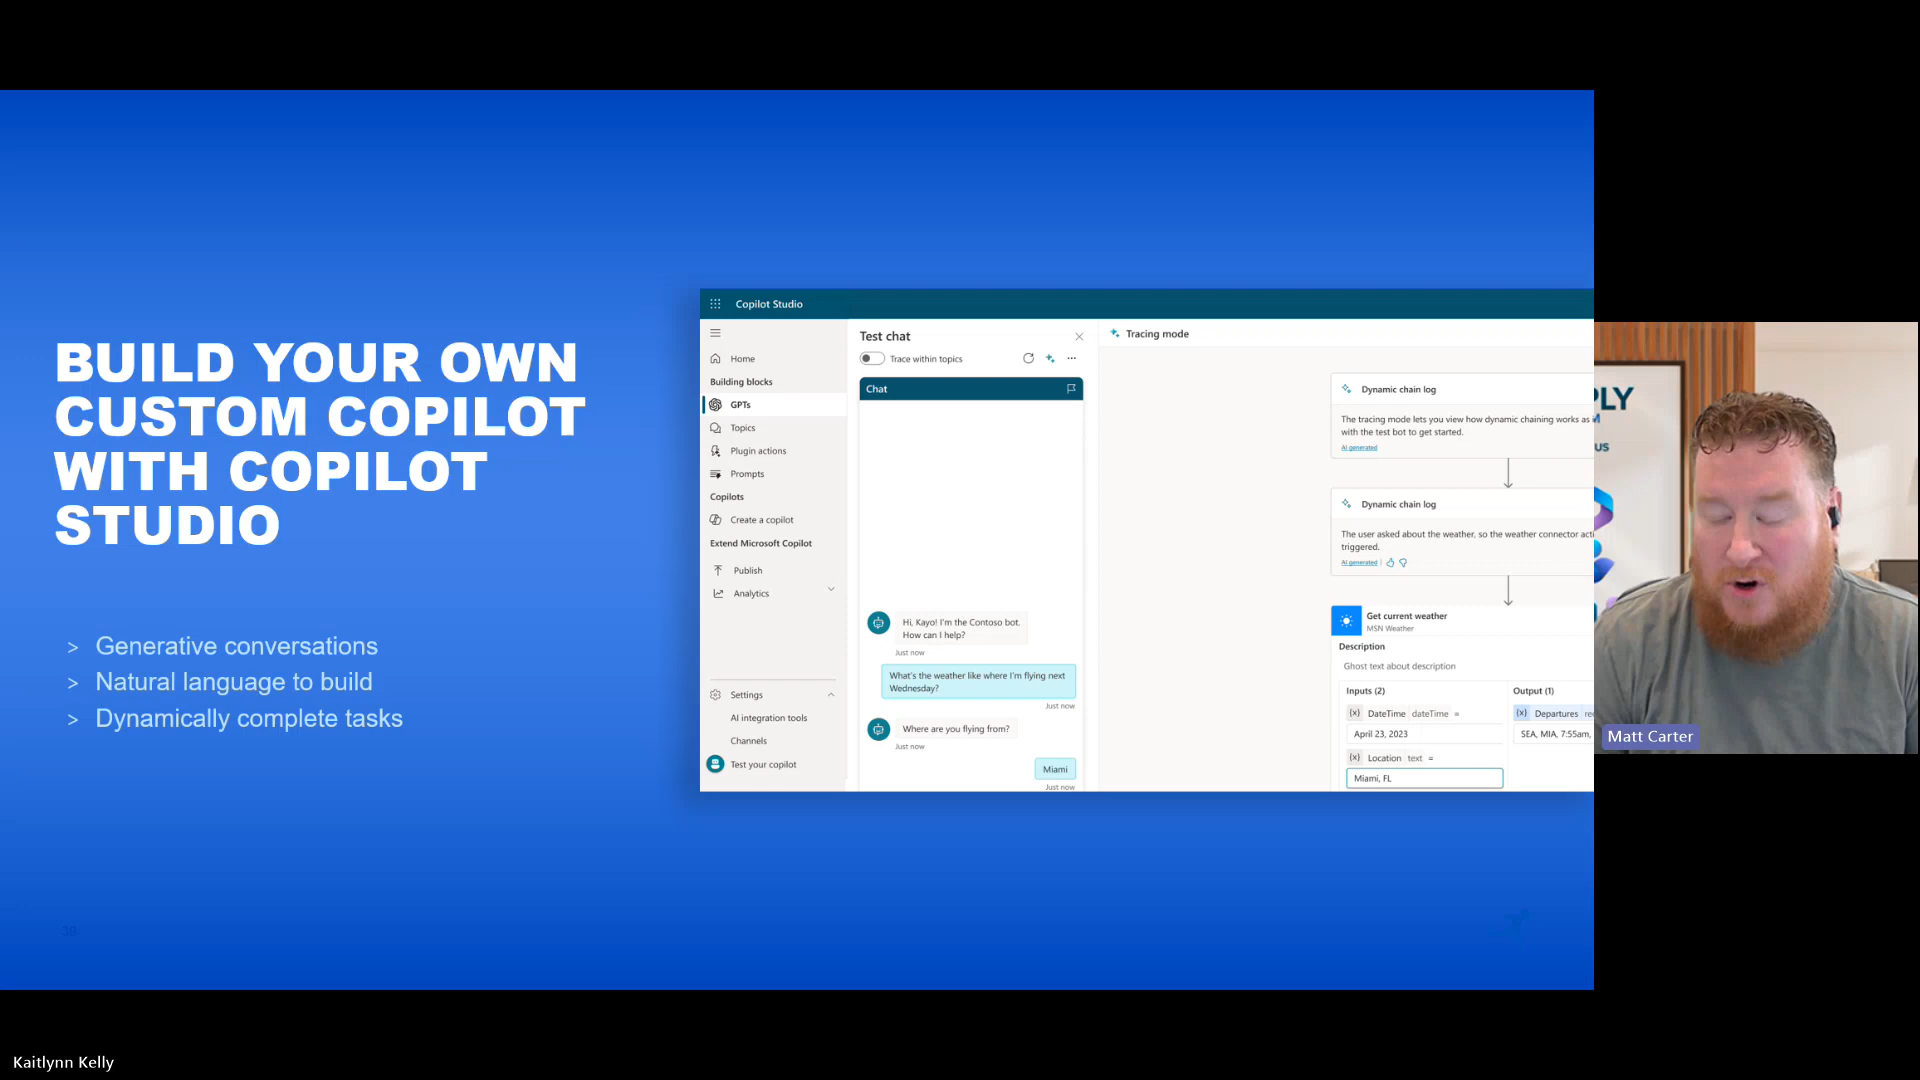 BUILD YOUR OWN
CUSTOM COPILOT
WITH COPILOT
STUDIO
> Generative conversations
> Natural language to build
> Dynamically complete tasks
39
Copilot Studio
Home
Building blocks
GPTs
Topics
Plugin actions
Prompts
Copilots
Create a copilot
Extend Microsoft Copilot
Publish
Analytics
Settings
AI integration tools
Channels
Test your copilot
Test chat
Trace within topics
Chat
Hi, Kayo! I'm the Contoso bot.
How can I help?
Just now
What's the weather like where I'm flying next
Wednesday?
Just now
Where are you flying from?
Just now
Miami
Just now
Tracing mode
Dynamic chain log
The tracing mode lets you view how dynamic chaining works as
with the test bot to get started.
AI generated
Dynamic chain log
The user asked about the weather, so the weather connector
triggered.
AI generated
Get current weather
MSN Weather
Description
Ghost text about description
Inputs (2)
{x} DateTime dateTime =
April 23, 2023
{x} Location text =
Miami, FL
Output (1)
{x} Departures
SEA, MIA, 7:55am,
PLY
US
Matt Carter
Kaitlynn Kelly